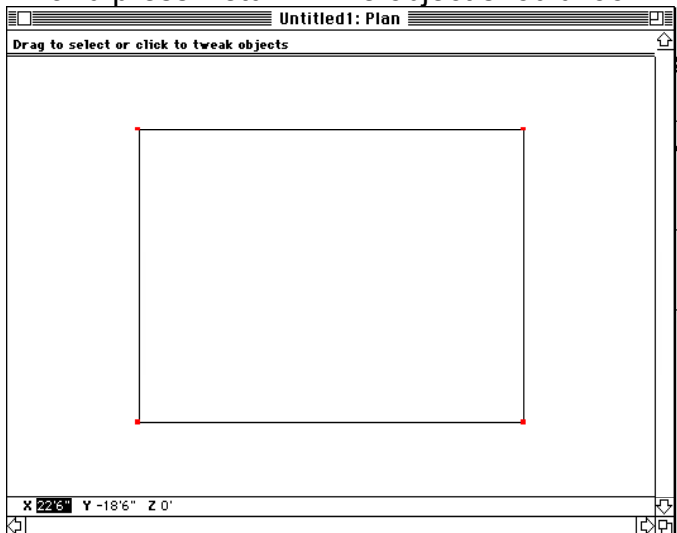 Untitled1: Plan
Drag to select or click to tweak objects
X 22'6" Y -18'6" Z 0'